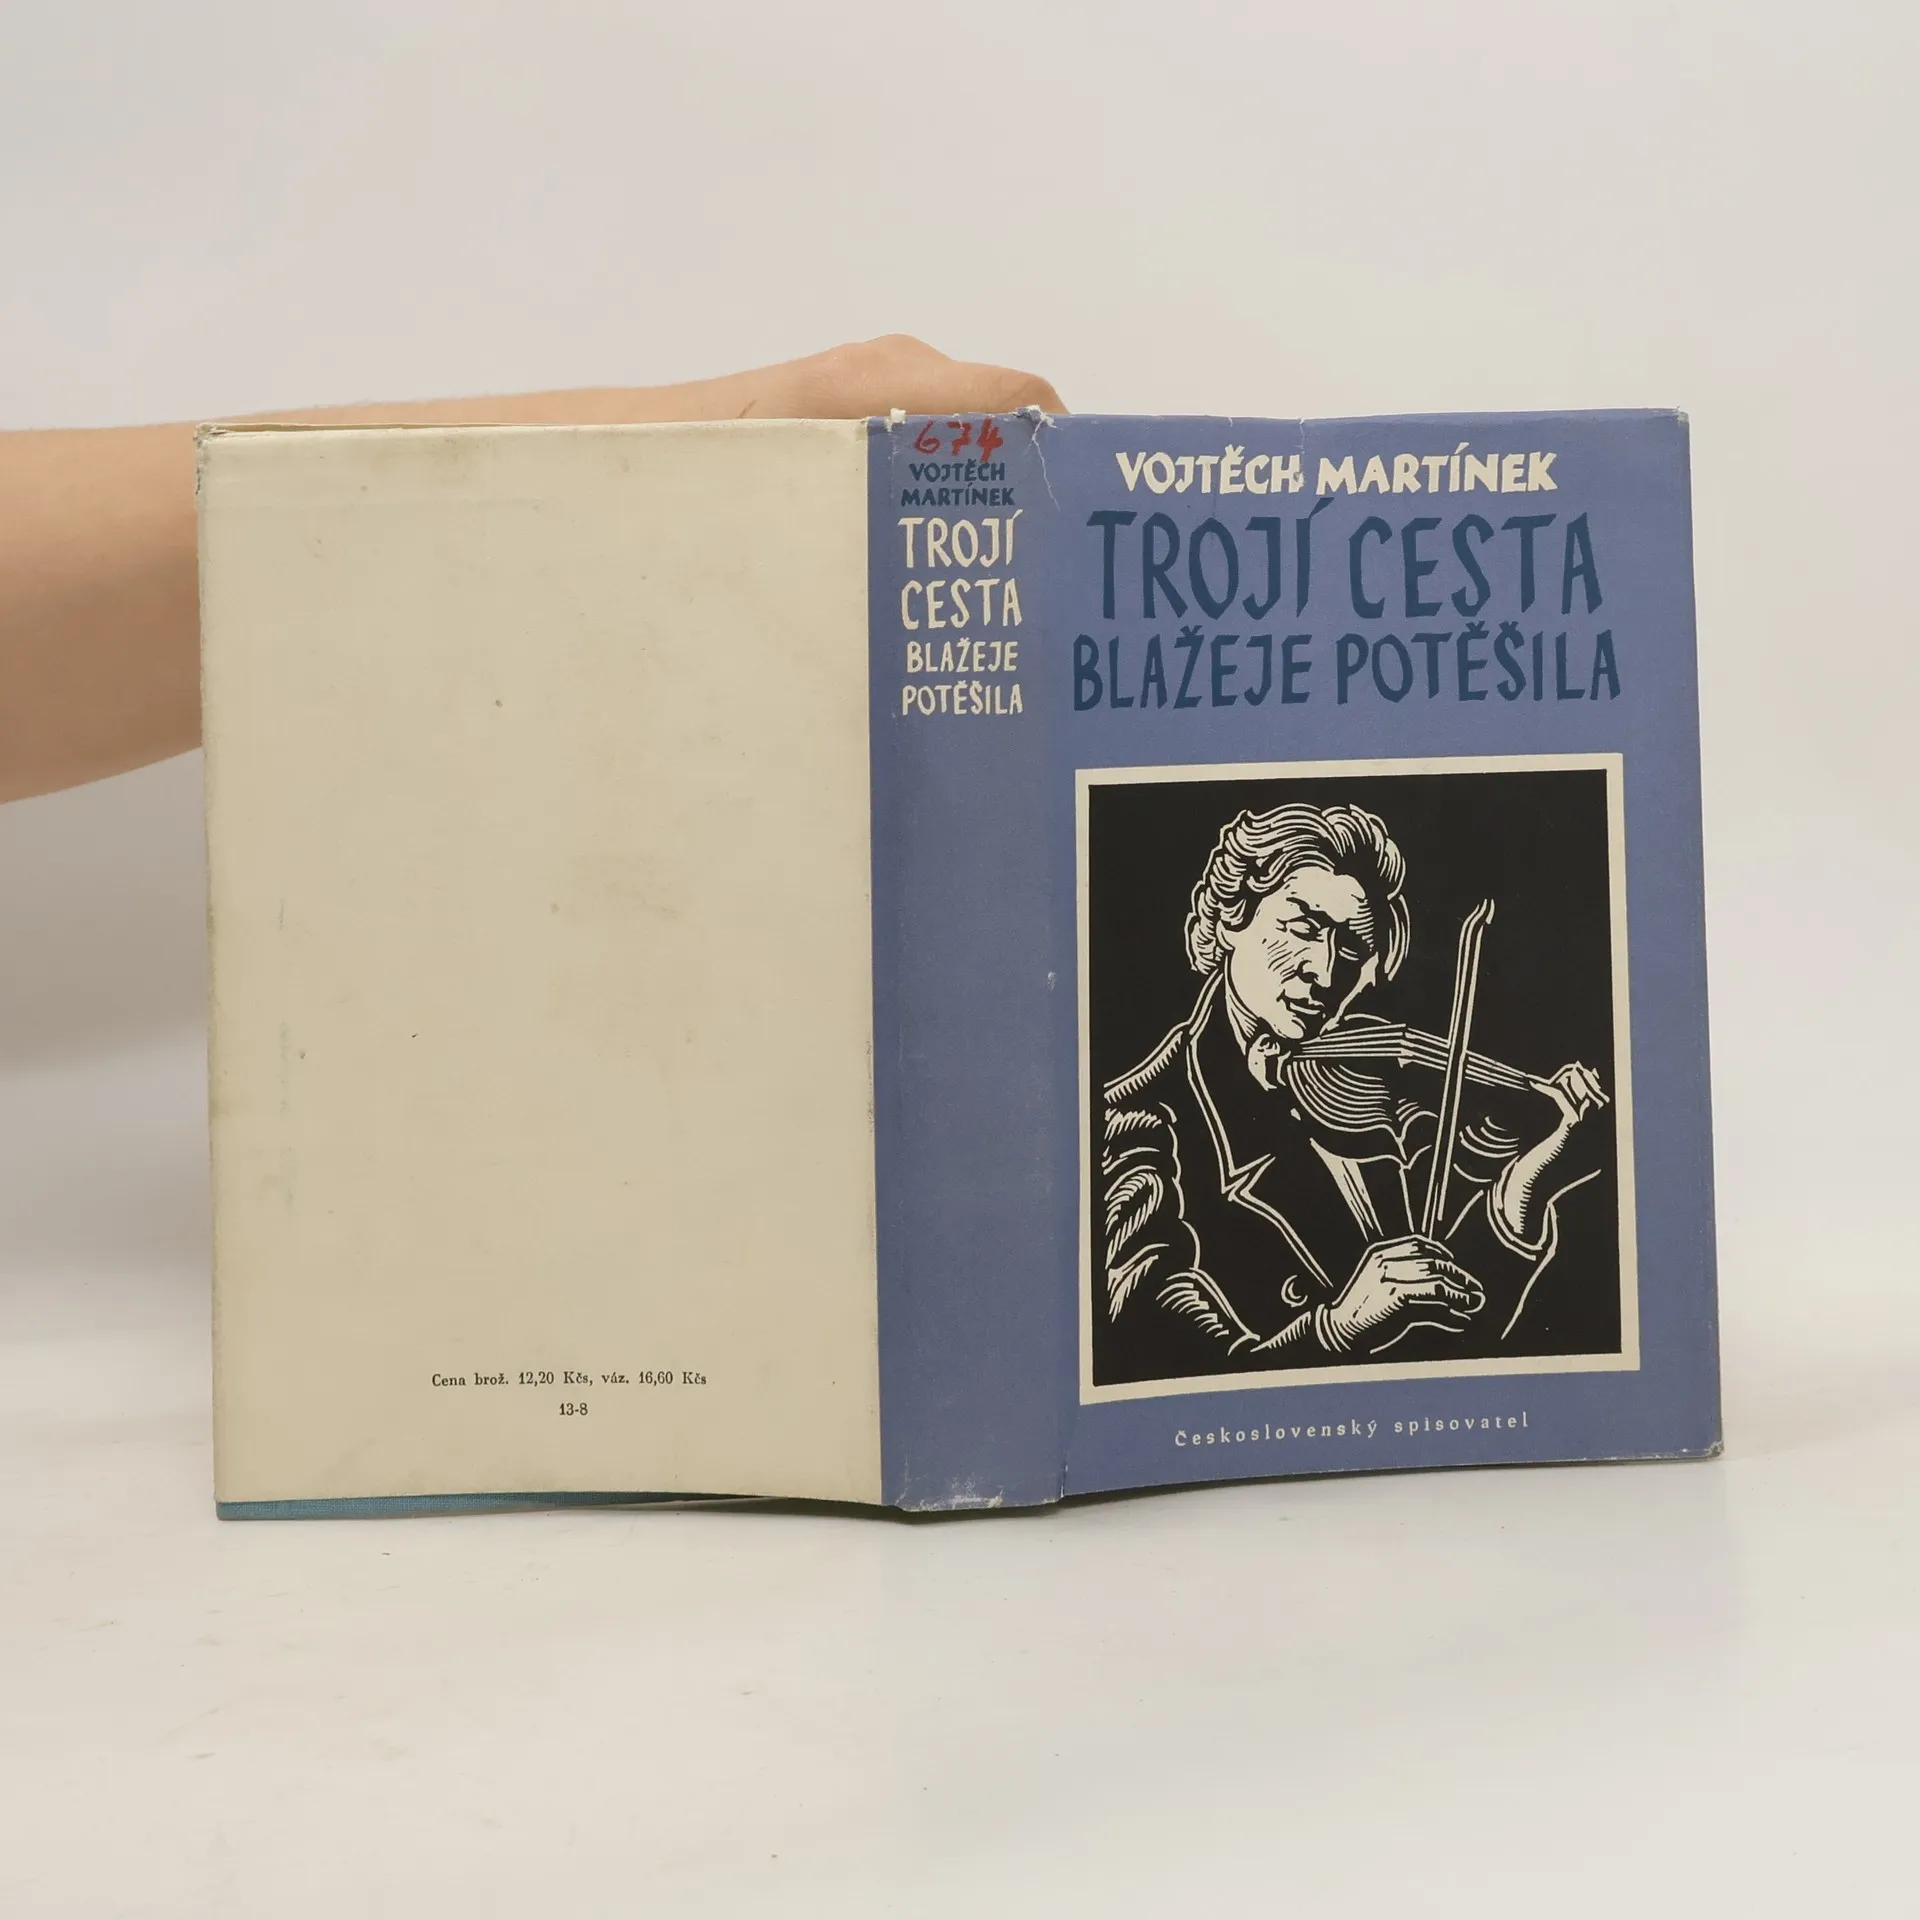 Cena brož. 12,20 Kčs, váz. 16,60 Kčs
13-8
674
VOJTĚCH
MARTÍNEK
TROJÍ
CESTA
BLAŽEJE
POTĚŠILA
VOJTĚCH MARTÍNEK
TROJÍ CESTA
BLAŽEJE POTĚŠILA
Československý spisovatel